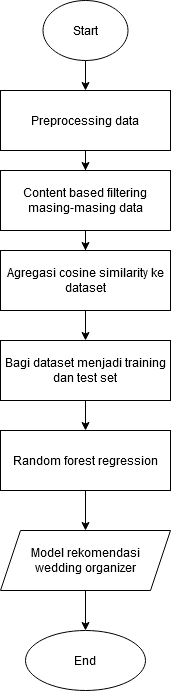 Start
Preprocessing data
Content based filtering
masing-masing data
Agregasi cosine similarity ke
dataset
Bagi dataset menjadi training
dan test set
Random forest regression
Model rekomendasi
wedding organizer
End